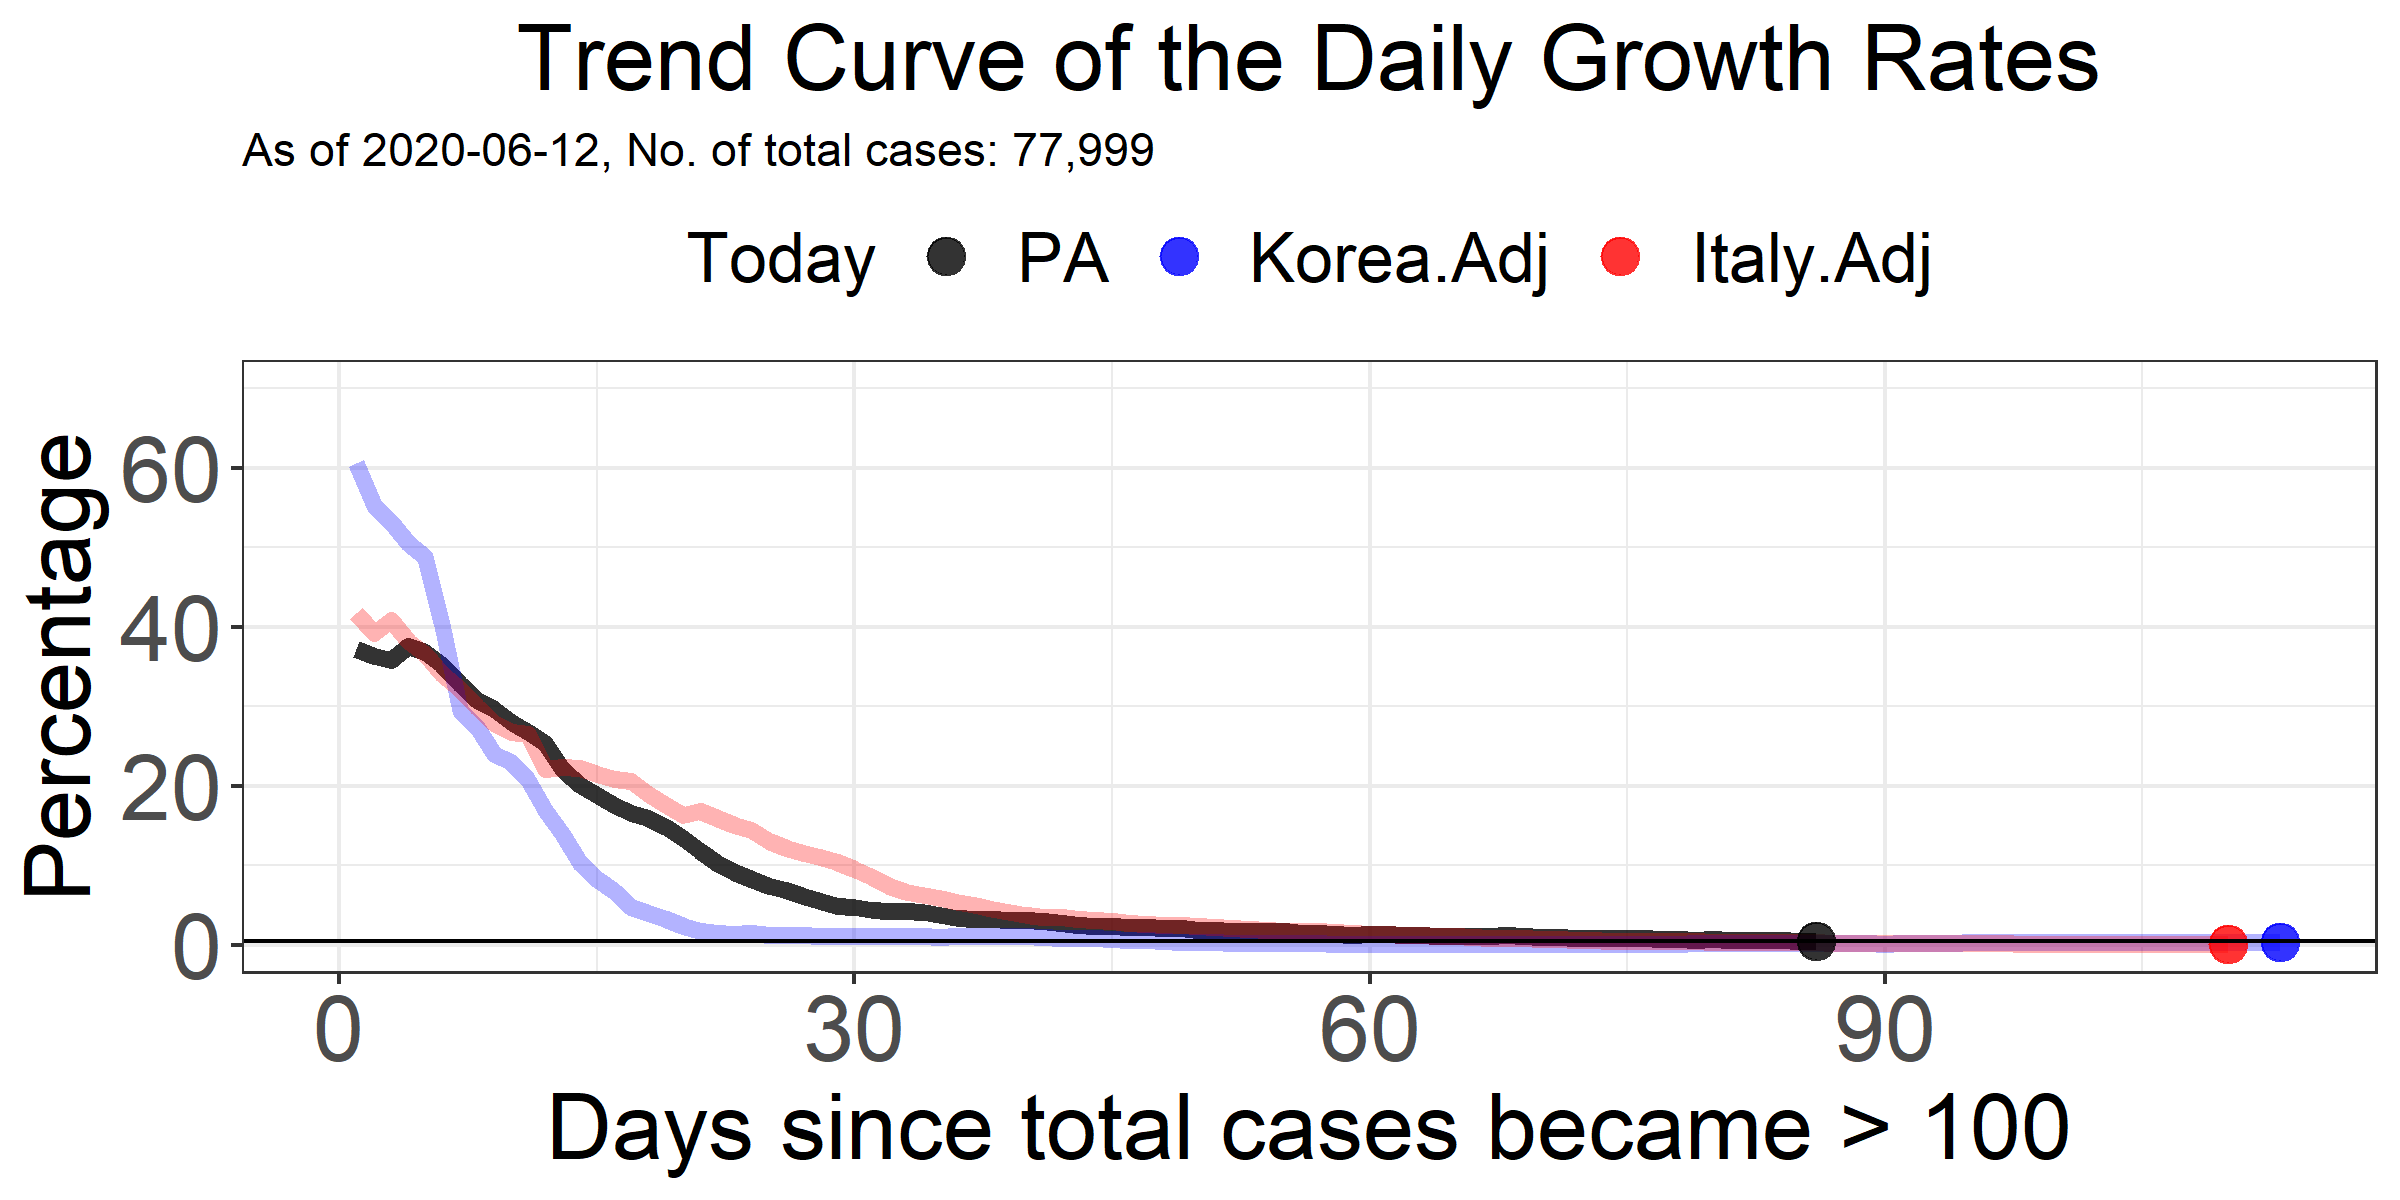 Trend Curve of the Daily Growth Rates
As of 2020-06-12, No. of total cases: 77,999
Today PA Korea.Adj Italy.Adj
Percentage
60
40
20
0
0 30 60 90
Days since total cases became > 100